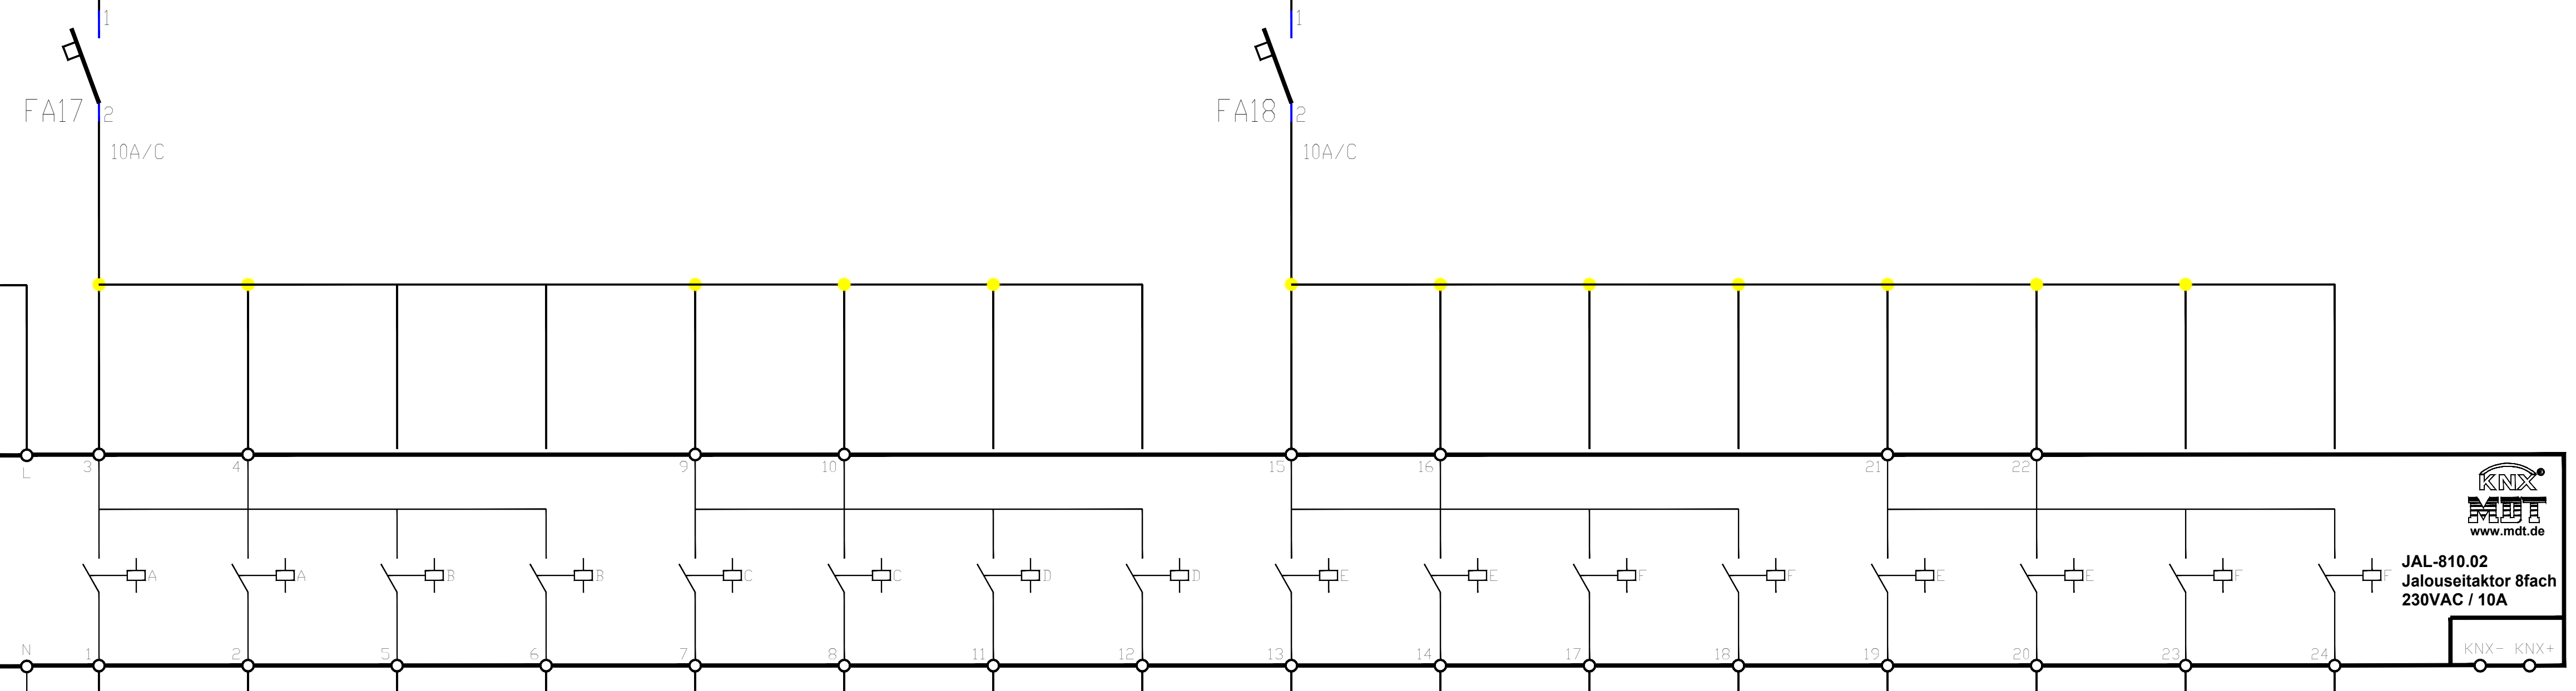 1 1
FA17 2 FA18 2
10A/C 10A/C
L 3 4 9 10 15 16 21 22
KNX
MDT
www.mdt.de
JAL-810.02
A A B B C C D D E E F F E E F F
Jalouseitaktor 8fach
230VAC / 10A
N 1 2 5 6 7 8 11 12 13 14 17 18 19 20 23 24
KNX- KNX+